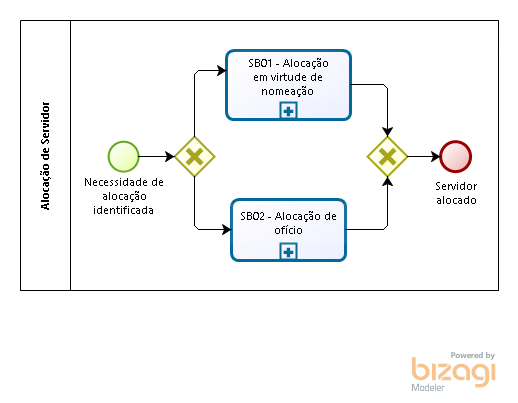 Alocação de Servidor
Necessidade de
alocação
identificada
SB01 - Alocação
em virtude de
nomeação
SB02 - Alocação de
ofício
Servidor
alocado
Powered by
bizagi
Modeler